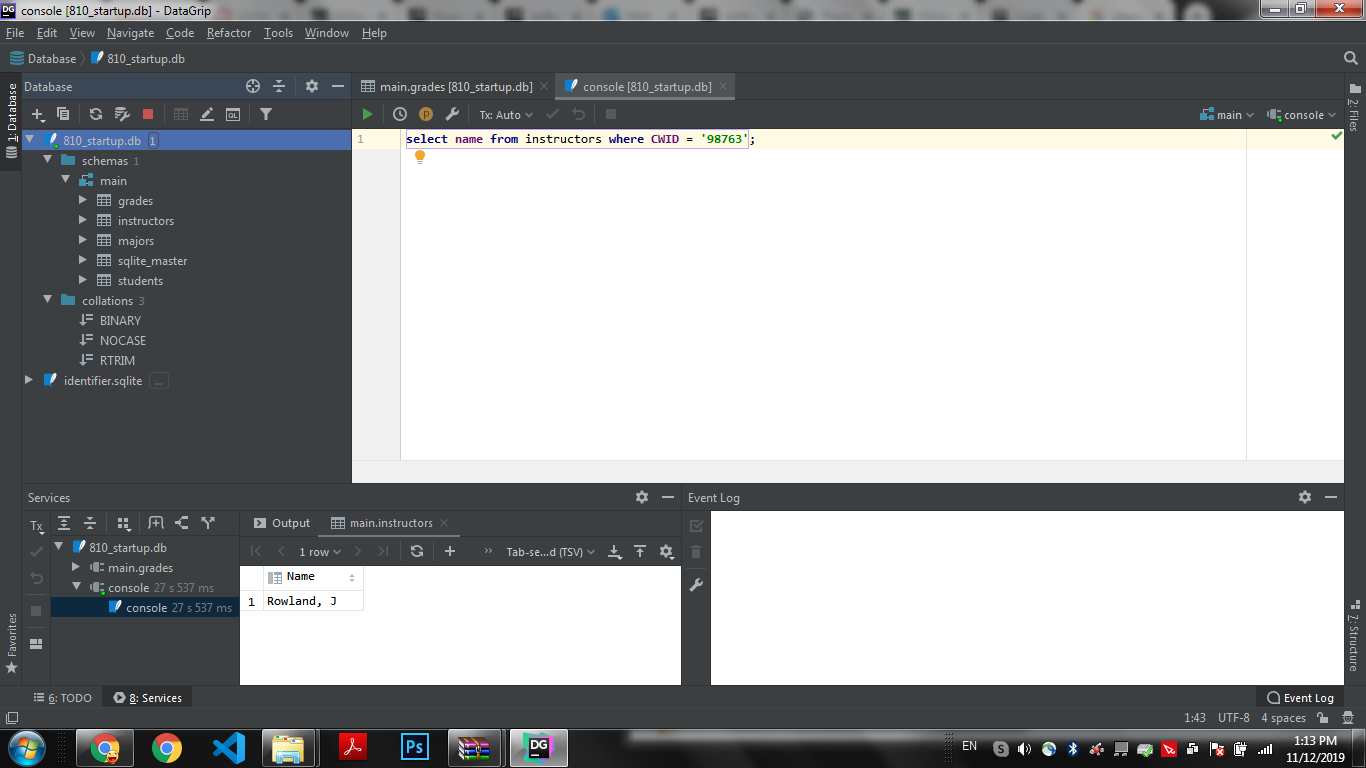 DG console [810_startup.db] - DataGrip
File Edit View Navigate Code Refactor Tools Window Help
Database 810_startup.db
1: Database
Database
main.grades [810_startup.db]
console [810_startup.db]
2: Files
QL
P
Tx: Auto
main
console
810_startup.db 1
schemas 1
main
grades
instructors
majors
sqlite_master
students
collations 3
BINARY
NOCASE
RTRIM
identifier.sqlite ...
1 select name from instructors where CWID = '98763';
Services
Tx
810_startup.db
main.grades
console 27 s 537 ms
console 27 s 537 ms
Output
main.instructors
1 row
Tab-se...d (TSV)
Name
1 Rowland, J
Event Log
Favorites
7: Structure
6: TODO
8: Services
Event Log
1:43 UTF-8 4 spaces
Ps
DG
EN
1:13 PM
11/12/2019